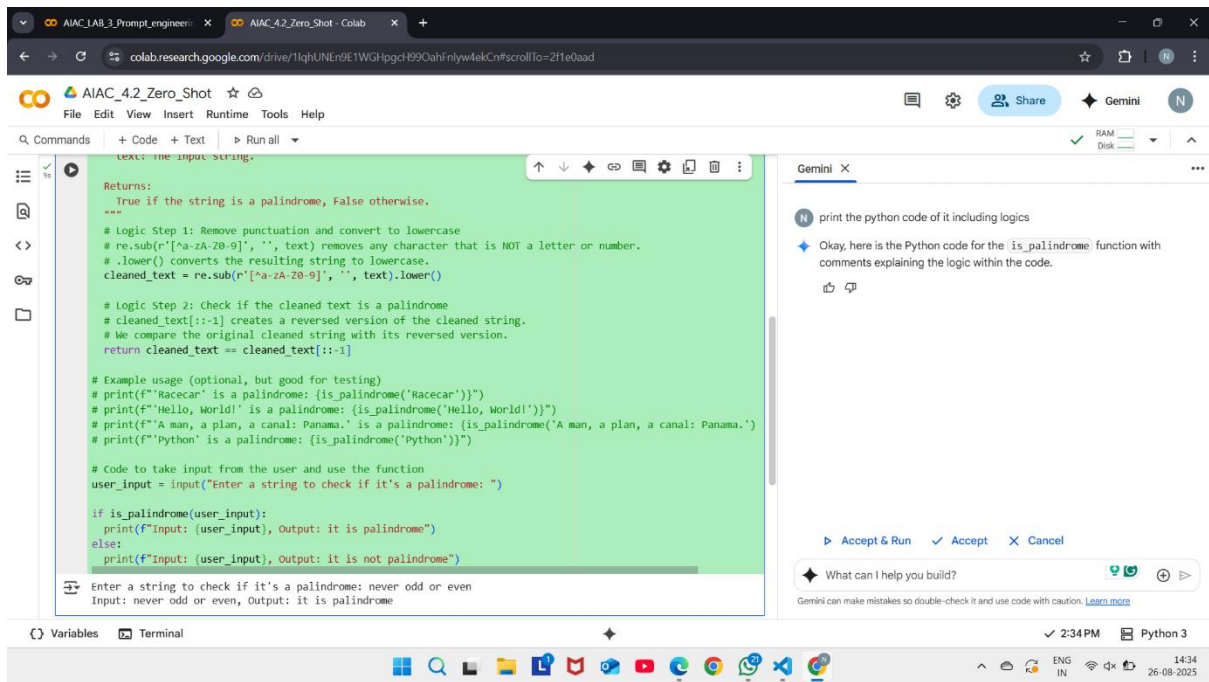 AIAC_LAB_3_Prompt_engineerin
AIAC_4.2_Zero_Shot - Colab
colab.research.google.com/drive/1IqhUNEn9E1WGHpgcH99OahFnlyw4ekCn#scrollTo=2f1e0aad
CO
AIAC_4.2_Zero_Shot
File Edit View Insert Runtime Tools Help
Share
Gemini
N
Commands + Code + Text Run all
RAM
Disk
9s
text: The input string.
Returns:
True if the string is a palindrome, False otherwise.
"""
# Logic Step 1: Remove punctuation and convert to lowercase
# re.sub(r'[^a-zA-Z0-9]', '', text) removes any character that is NOT a letter or number.
# .lower() converts the resulting string to lowercase.
cleaned_text = re.sub(r'[^a-zA-Z0-9]', '', text).lower()
# Logic Step 2: Check if the cleaned text is a palindrome
# cleaned_text[::-1] creates a reversed version of the cleaned string.
# We compare the original cleaned string with its reversed version.
return cleaned_text == cleaned_text[::-1]
# Example usage (optional, but good for testing)
# print(f"'Racecar' is a palindrome: {is_palindrome('Racecar')}")
# print(f"'Hello, World!' is a palindrome: {is_palindrome('Hello, World!')}")
# print(f"'A man, a plan, a canal: Panama.' is a palindrome: {is_palindrome('A man, a plan, a canal: Panama.')
# print(f"'Python' is a palindrome: {is_palindrome('Python')}")
# Code to take input from the user and use the function
user_input = input("Enter a string to check if it's a palindrome: ")
if is_palindrome(user_input):
print(f"Input: {user_input}, Output: it is palindrome")
else:
print(f"Input: {user_input}, Output: it is not palindrome")
Enter a string to check if it's a palindrome: never odd or even
Input: never odd or even, Output: it is palindrome
Gemini
N
print the python code of it including logics
Okay, here is the Python code for the is_palindrome function with
comments explaining the logic within the code.
Accept & Run Accept Cancel
What can I help you build?
Gemini can make mistakes so double-check it and use code with caution. Learn more
{} Variables Terminal
2:34 PM Python 3
21
ENG
IN
14:34
26-08-2025